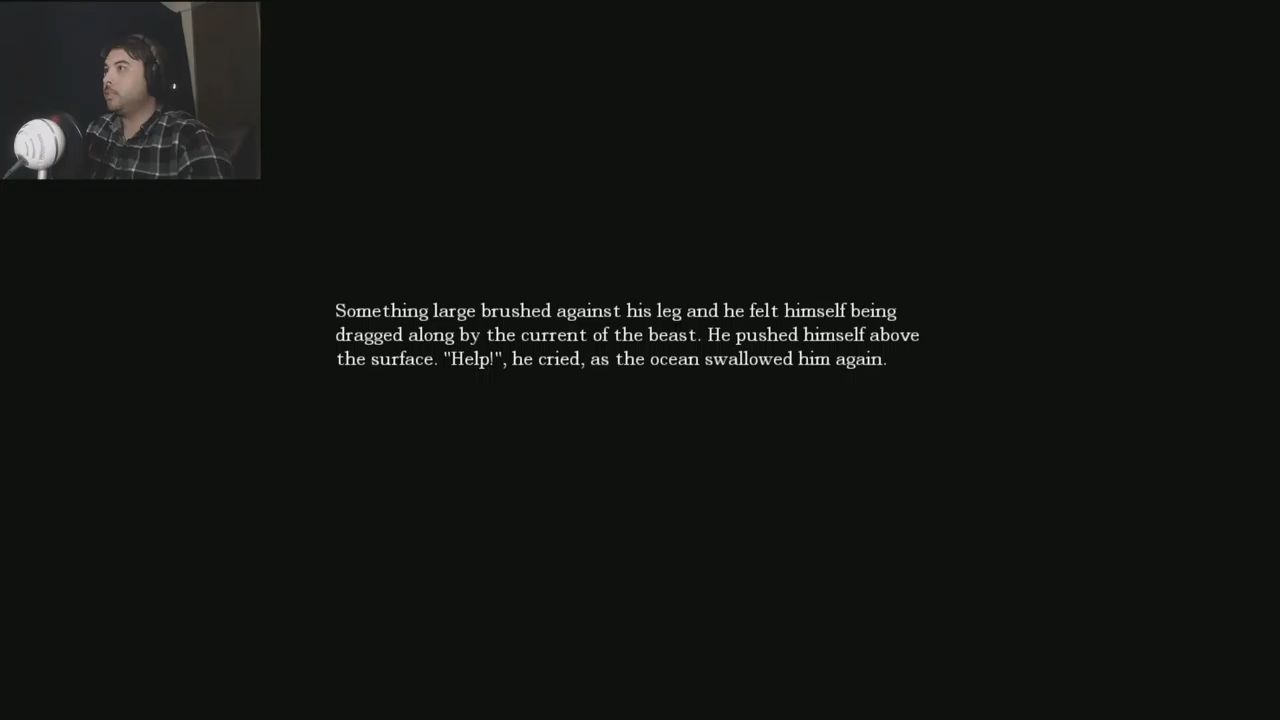 Something large brushed against his leg and he felt himself being
dragged along by the current of the beast. He pushed himself above
the surface. "Help!", he cried, as the ocean swallowed him again.